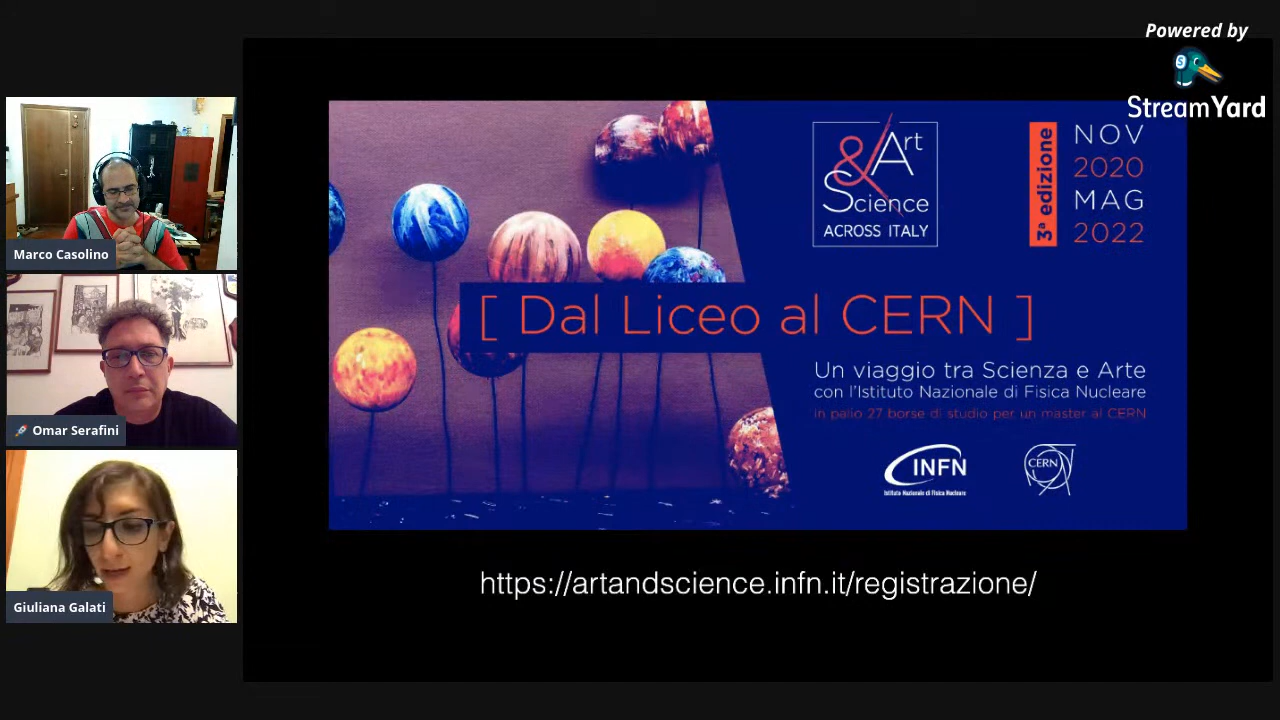 Powered by
StreamYard
Marco Casolino
🚀 Omar Serafini
Giuliana Galati
&Art
Science
ACROSS ITALY
3ª edizione
NOV
2020
MAG
2022
[ Dal Liceo al CERN ]
Un viaggio tra Scienza e Arte
con l'Istituto Nazionale di Fisica Nucleare
in palio 27 borse di studio per un master al CERN
INFN
Istituto Nazionale di Fisica Nucleare
CERN
https://artandscience.infn.it/registrazione/